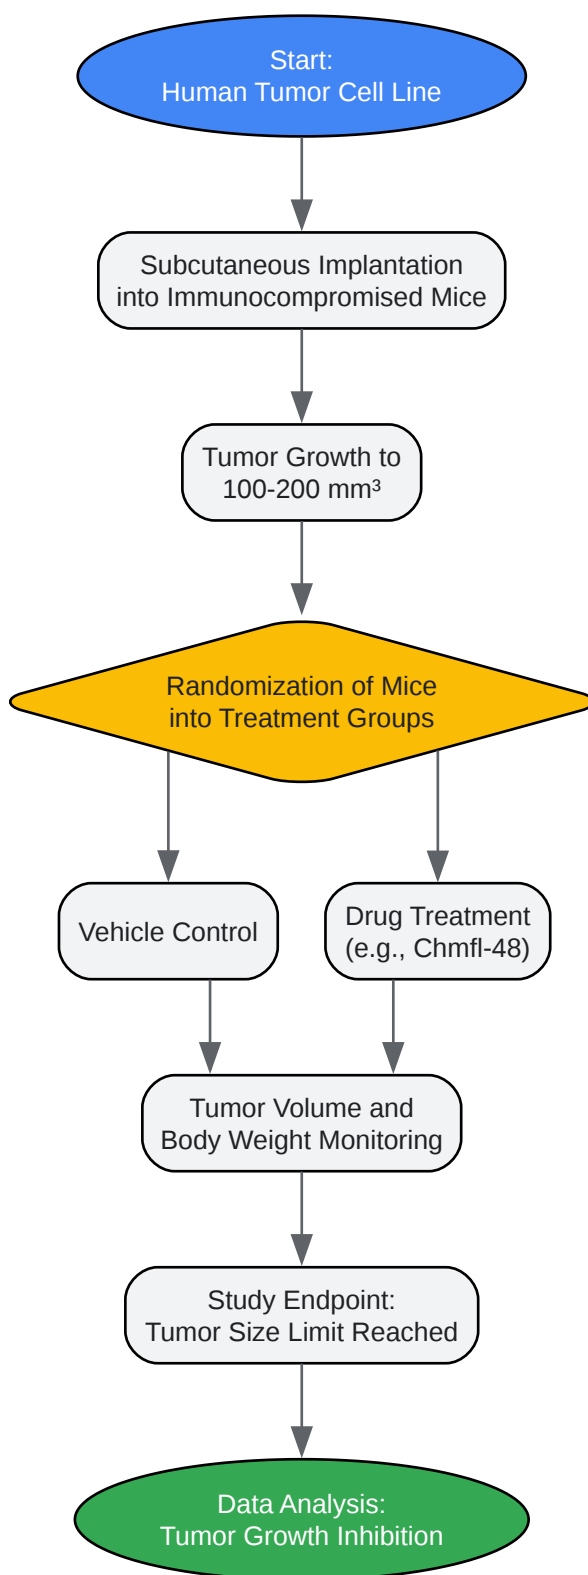 Start:
Human Tumor Cell Line
Subcutaneous Implantation
into Immunocompromised Mice
Tumor Growth to
100-200 mm³
Randomization of Mice
into Treatment Groups
Vehicle Control
Drug Treatment
(e.g., Chmfl-48)
Tumor Volume and
Body Weight Monitoring
Study Endpoint:
Tumor Size Limit Reached
Data Analysis:
Tumor Growth Inhibition